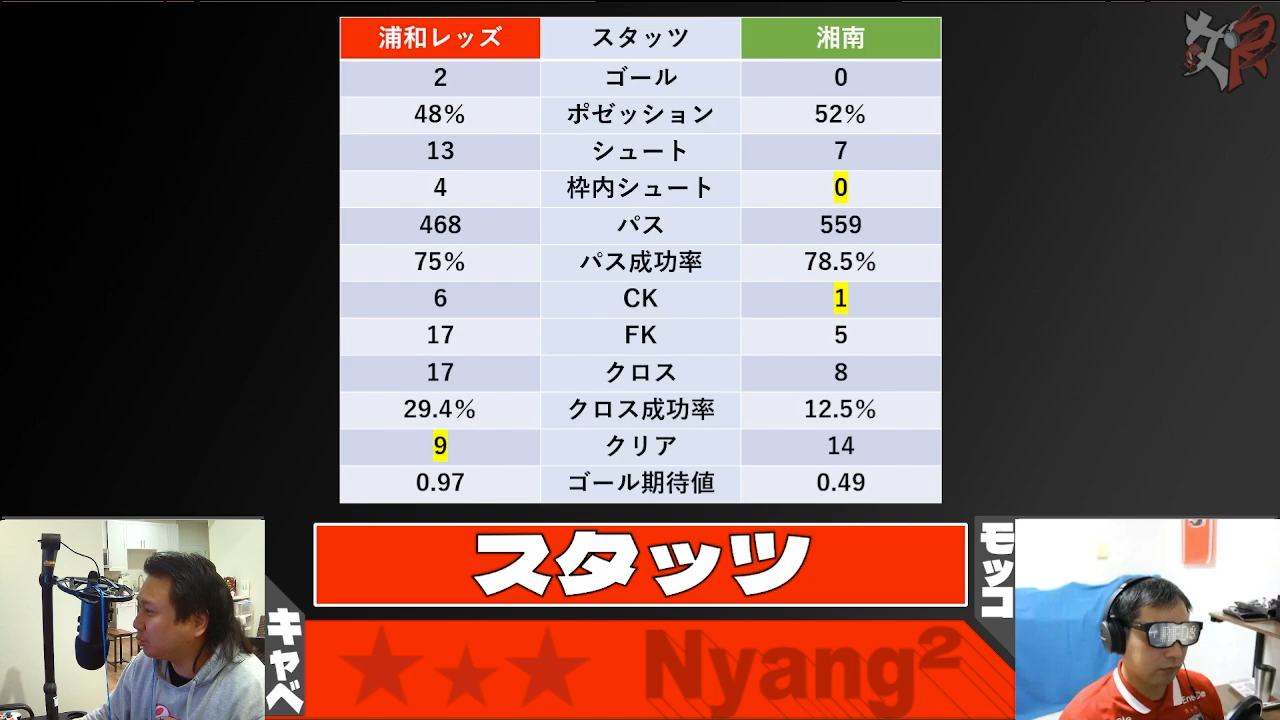 浦和レッズ スタッツ 湘南
2 ゴール 0
48% ポゼッション 52%
13 シュート 7
4 枠内シュート 0
468 パス 559
75% パス成功率 78.5%
6 CK 1
17 FK 5
17 クロス 8
29.4% クロス成功率 12.5%
9 クリア 14
0.97 ゴール期待値 0.49
スタッツ
モッコ
キャベ
★★★ Nyang²